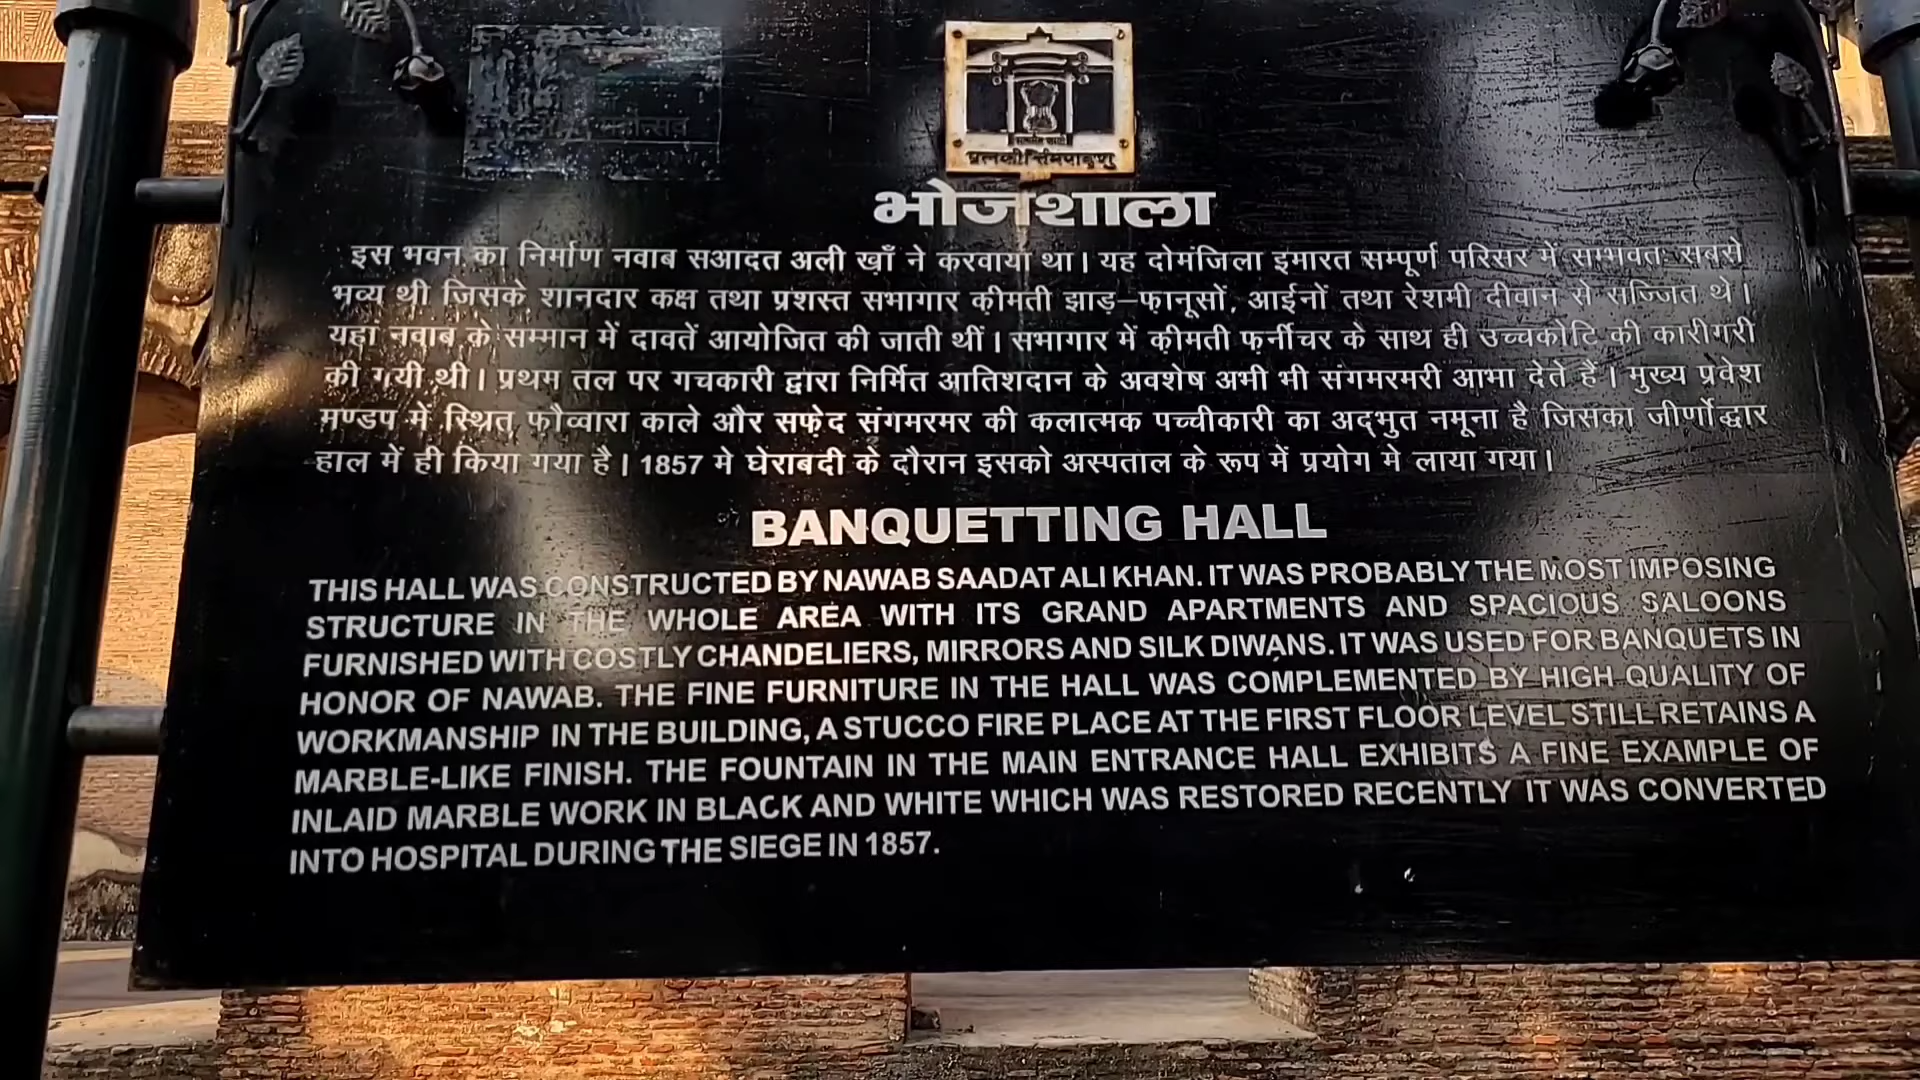 प्रत्नकीर्त्तिमपावृणु
भोजशाला
इस भवन का निर्माण नवाब सआदत अली खाँ ने करवाया था। यह दोमंजिला इमारत सम्पूर्ण परिसर में सम्भवतः सबसे
भव्य थी जिसके शानदार कक्ष तथा प्रशस्त सभागार क़ीमती झाड़–फ़ानूसों, आईनों तथा रेशमी दीवान से सज्जित थे।
यहां नवाब के सम्मान में दावतें आयोजित की जाती थीं। सभागार में क़ीमती फ़र्नीचर के साथ ही उच्चकोटि की कारीगरी
की गयी थी। प्रथम तल पर गचकारी द्वारा निर्मित आतिशदान के अवशेष अभी भी संगमरमरी आभा देते हैं। मुख्य प्रवेश
मण्डप में स्थित फ़ौव्वारा काले और सफ़ेद संगमरमर की कलात्मक पच्चीकारी का अद्भुत नमूना है जिसका जीर्णोद्धार
हाल में ही किया गया है। 1857 मे घेराबदी के दौरान इसको अस्पताल के रूप में प्रयोग मे लाया गया।
BANQUETTING HALL
THIS HALL WAS CONSTRUCTED BY NAWAB SAADAT ALI KHAN. IT WAS PROBABLY THE MOST IMPOSING
STRUCTURE IN THE WHOLE AREA WITH ITS GRAND APARTMENTS AND SPACIOUS SALOONS
FURNISHED WITH COSTLY CHANDELIERS, MIRRORS AND SILK DIWANS. IT WAS USED FOR BANQUETS IN
HONOR OF NAWAB. THE FINE FURNITURE IN THE HALL WAS COMPLEMENTED BY HIGH QUALITY OF
WORKMANSHIP IN THE BUILDING, A STUCCO FIRE PLACE AT THE FIRST FLOOR LEVEL STILL RETAINS A
MARBLE-LIKE FINISH. THE FOUNTAIN IN THE MAIN ENTRANCE HALL EXHIBITS A FINE EXAMPLE OF
INLAID MARBLE WORK IN BLACK AND WHITE WHICH WAS RESTORED RECENTLY IT WAS CONVERTED
INTO HOSPITAL DURING THE SIEGE IN 1857.